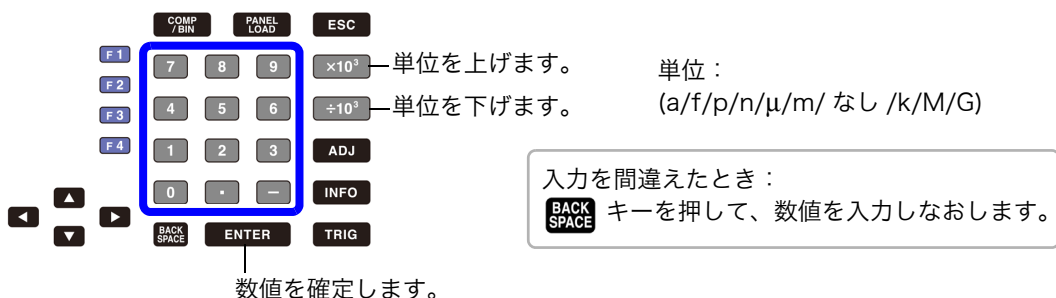 COMP
/ BIN
PANEL
LOAD
ESC
F 1
7 8 9
×10³
単位を上げます。
単位：
F 2
(a/f/p/n/μ/m/ なし /k/M/G)
4 5 6
÷10³
単位を下げます。
F 3
F 4
1 2 3
ADJ
入力を間違えたとき：
0 · −
INFO
BACK
SPACE
キーを押して、数値を入力しなおします。
BACK
SPACE
ENTER
TRIG
数値を確定します。